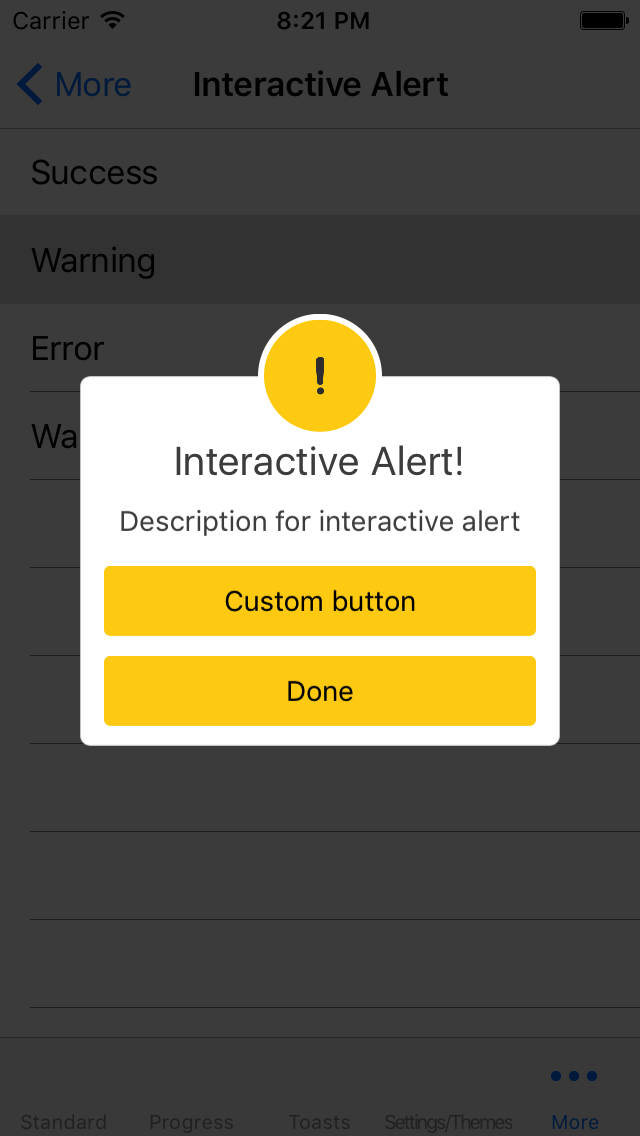 Carrier 8:21 PM
More Interactive Alert
Success
Warning
Error
Wa
!
Interactive Alert!
Description for interactive alert
Custom button
Done
Standard Progress Toasts Settings/Themes More